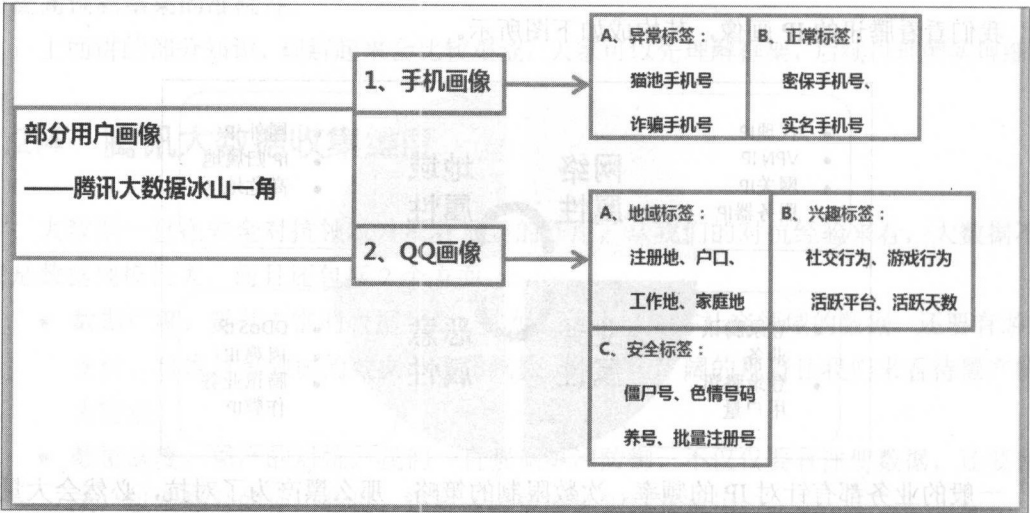 部分用户画像
——腾讯大数据冰山一角
1、手机画像
A、异常标签：
猫池手机号
诈骗手机号
B、正常标签：
密保手机号、
实名手机号
2、QQ画像
A、地域标签：
注册地、户口、
工作地、家庭地
B、兴趣标签：
社交行为、游戏行为
活跃平台、活跃天数
C、安全标签：
僵尸号、色情号码
养号、批量注册号